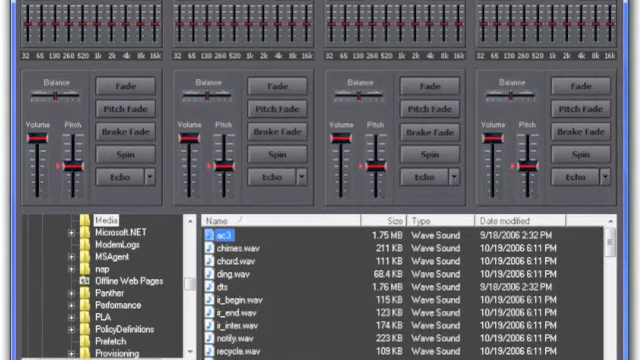 32 65 130 260 520 1k 2k 4k 8k 16k 32 65 130 260 520 1k 2k 4k 8k 16k 32 65 130 260 520 1k 2k 4k 8k 16k 32 65 130 260 520 1k 2k 4k 8k 16k
Balance Fade Balance Fade Balance Fade Balance Fade
Pitch Fade Pitch Fade Pitch Fade Pitch Fade
Volume Pitch Brake Fade Volume Pitch Brake Fade Volume Pitch Brake Fade Volume Pitch Brake Fade
Spin Spin Spin Spin
Echo Echo Echo Echo
Media
Microsoft.NET
ModemLogs
MSAgent
nap
Offline Web Pages
Panther
Performance
PLA
PolicyDefinitions
Prefetch
Provisioning
Name Size Type Date modified
ac3 1.75 MB Wave Sound 9/18/2006 2:32 PM
chimes.wav 211 KB Wave Sound 10/19/2006 6:11 PM
chord.wav 111 KB Wave Sound 10/19/2006 6:11 PM
ding.wav 68.4 KB Wave Sound 10/19/2006 6:11 PM
dts 1.76 MB Wave Sound 9/18/2006 2:32 PM
ir_begin.wav 115 KB Wave Sound 10/19/2006 6:11 PM
ir_end.wav 123 KB Wave Sound 10/19/2006 6:11 PM
ir_inter.wav 174 KB Wave Sound 10/19/2006 6:11 PM
notify.wav 223 KB Wave Sound 10/19/2006 6:11 PM
recycle.wav 109 KB Wave Sound 10/19/2006 6:11 PM